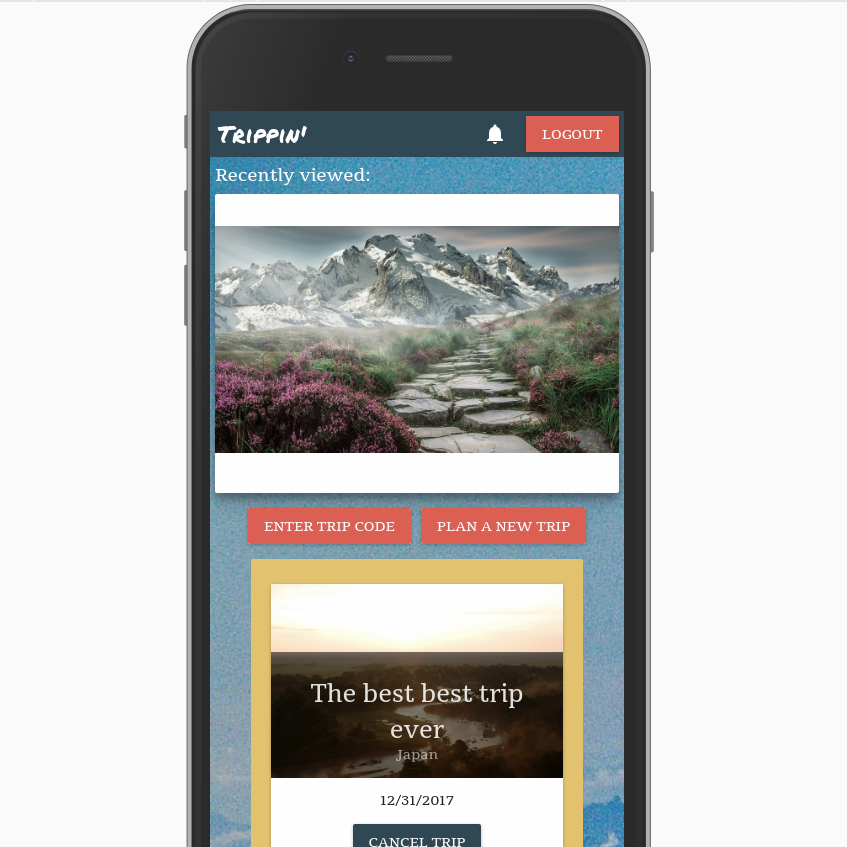 Trippin'
LOGOUT
Recently viewed:
ENTER TRIP CODE
PLAN A NEW TRIP
The best best trip
ever
Japan
12/31/2017
CANCEL TRIP